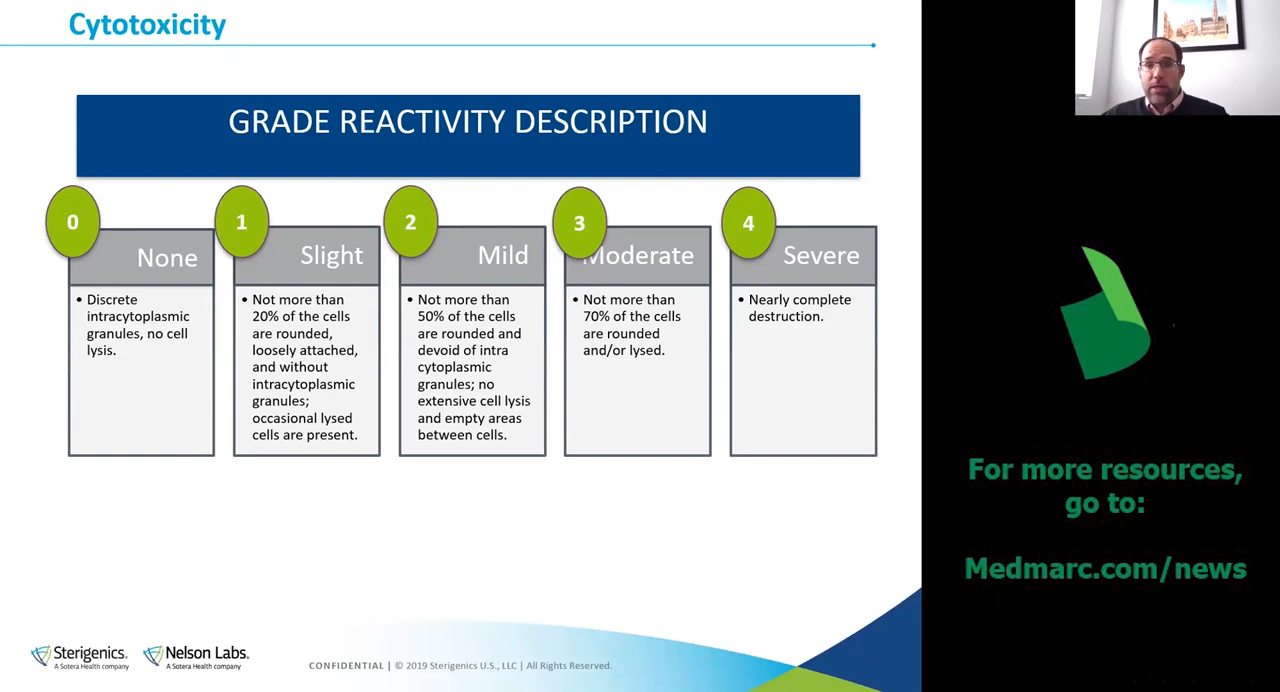 Cytotoxicity
GRADE REACTIVITY DESCRIPTION
0
None
• Discrete
intracytoplasmic
granules, no cell
lysis.
1
Slight
• Not more than
20% of the cells
are rounded,
loosely attached,
and without
intracytoplasmic
granules;
occasional lysed
cells are present.
2
Mild
• Not more than
50% of the cells
are rounded and
devoid of intra
cytoplasmic
granules; no
extensive cell lysis
and empty areas
between cells.
3
Moderate
• Not more than
70% of the cells
are rounded
and/or lysed.
4
Severe
• Nearly complete
destruction.
Sterigenics.
A Sotera Health company
Nelson Labs.
A Sotera Health company
CONFIDENTIAL | © 2019 Sterigenics U.S., LLC | All Rights Reserved.
For more resources,
go to:
Medmarc.com/news